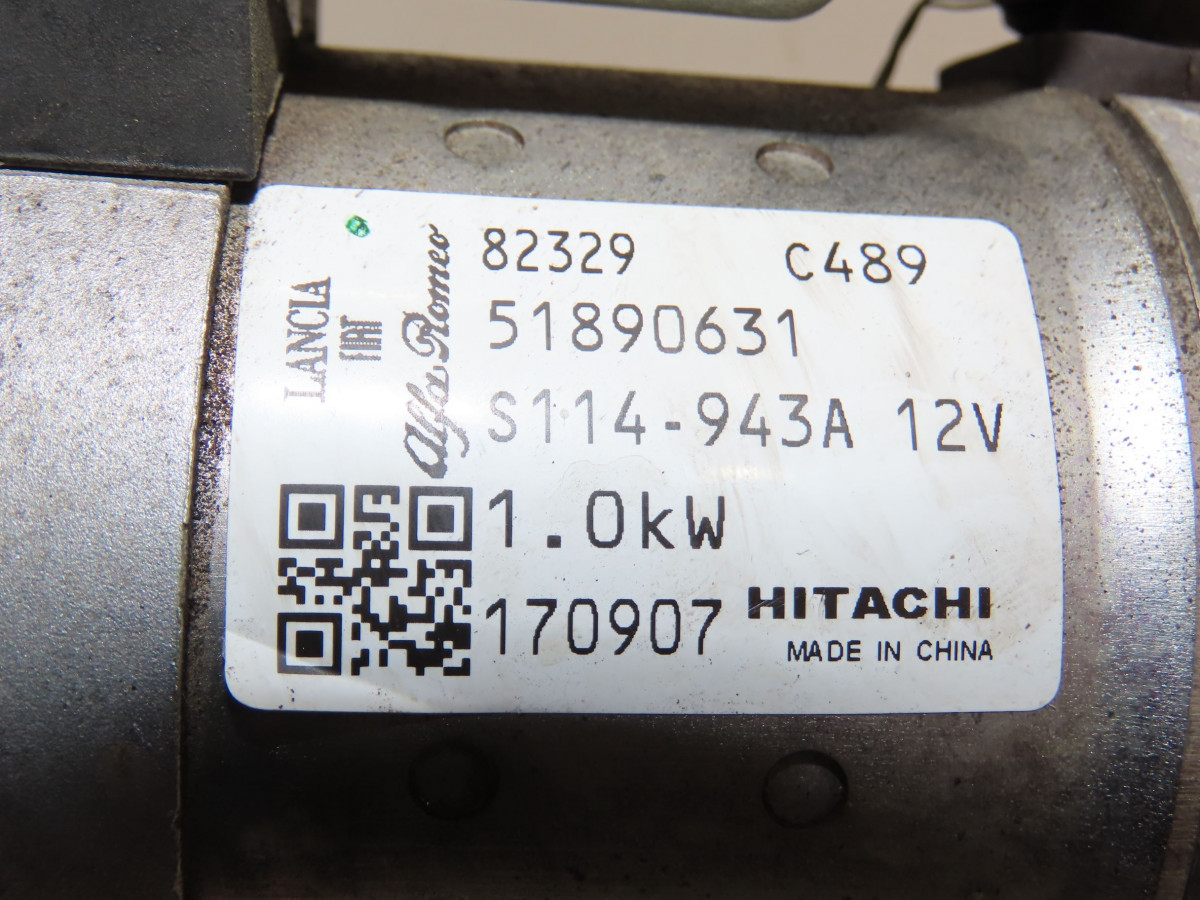 LANCIA
FIAT
Alfa Romeo
82329 C489
51890631
S114-943A 12V
1.0kW
170907 HITACHI
MADE IN CHINA